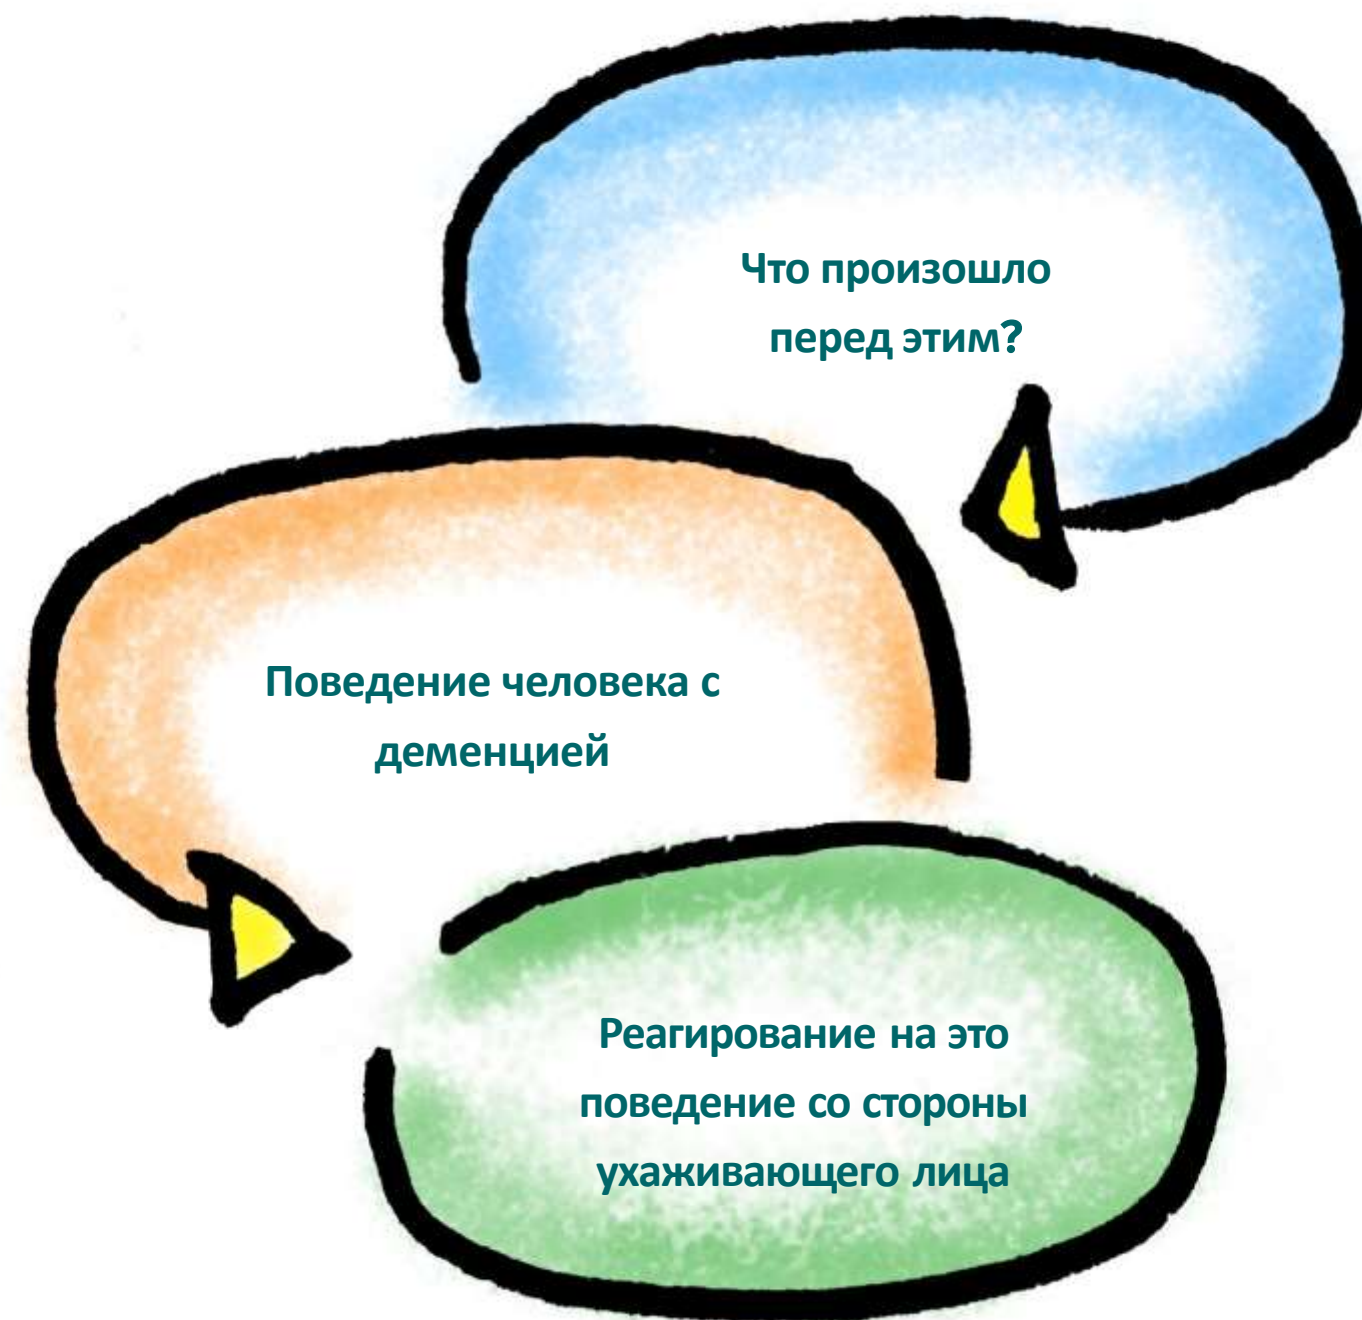 Что произошло
перед этим?
Поведение человека с
деменцией
Реагирование на это
поведение со стороны
ухаживающего лица